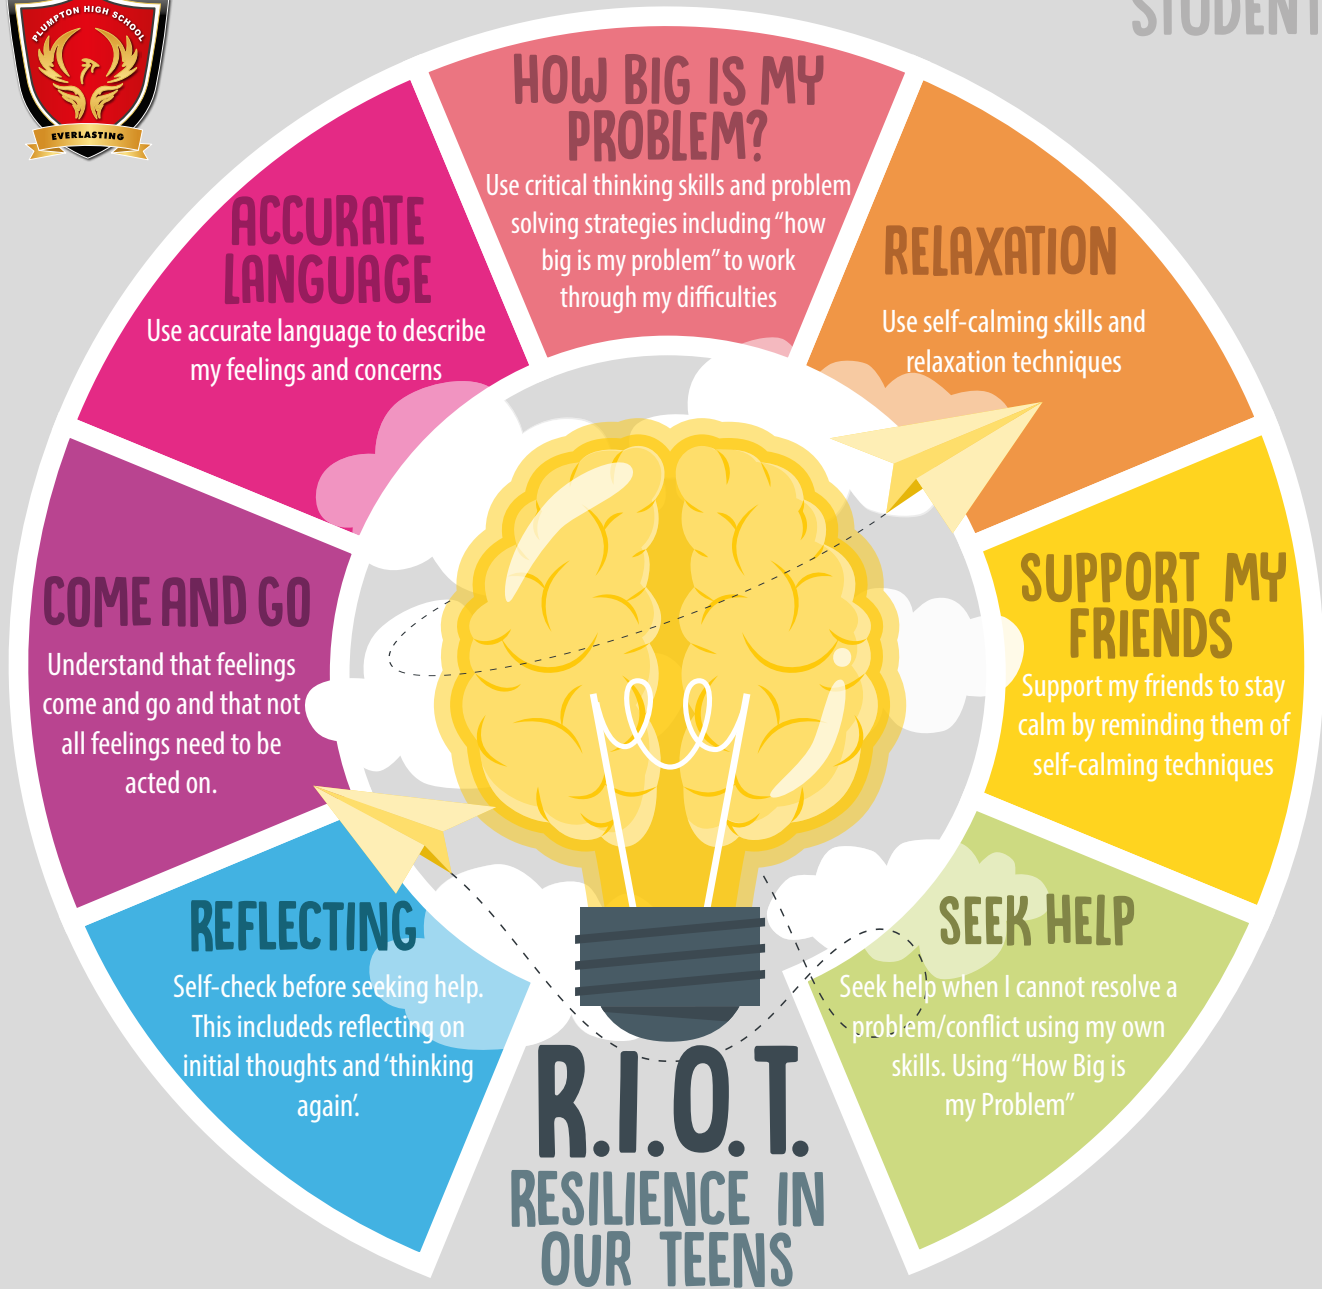 PLUMPTON HIGH SCHOOL
EVERLASTING
STUDENT
HOW BIG IS MY
PROBLEM?
Use critical thinking skills and problem
solving strategies including “how
big is my problem” to work
through my difficulties
ACCURATE
LANGUAGE
Use accurate language to describe
my feelings and concerns
RELAXATION
Use self-calming skills and
relaxation techniques
COME AND GO
Understand that feelings
come and go and that not
all feelings need to be
acted on.
SUPPORT MY
FRIENDS
Support my friends to stay
calm by reminding them of
self-calming techniques
REFLECTING
Self-check before seeking help.
This includeds reflecting on
initial thoughts and ‘thinking
again’.
SEEK HELP
Seek help when I cannot resolve a
problem/conflict using my own
skills. Using “How Big is
my Problem”
R.I.O.T.
RESILIENCE IN
OUR TEENS